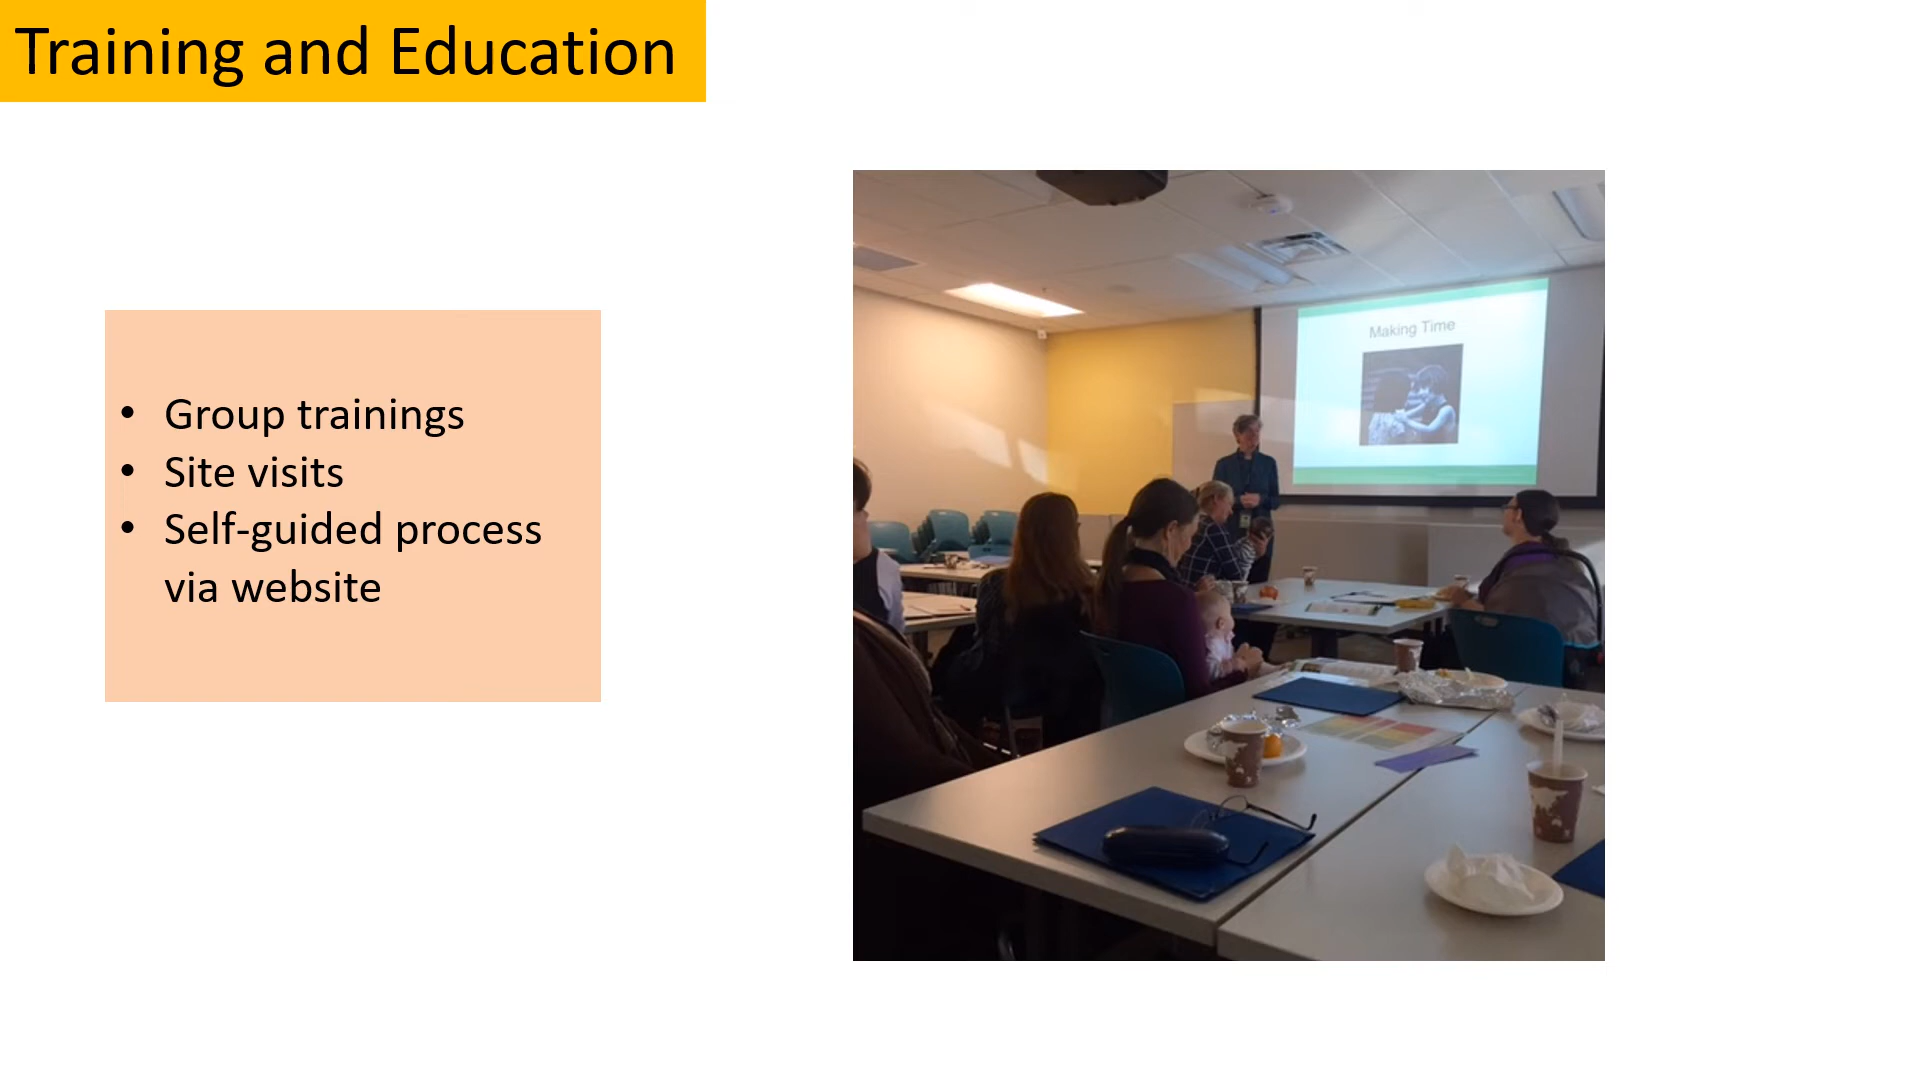 Training and Education
• Group trainings
• Site visits
• Self-guided process
via website
Making Time